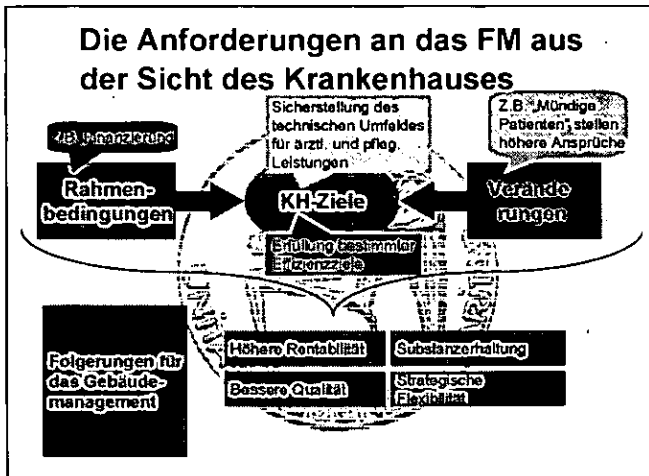 Die Anforderungen an das FM aus
der Sicht des Krankenhauses
Z.B. Finanzierung
Sicherstellung des
technischen Umfeldes
für ärztl. und pfleg.
Leistungen
Z.B. „Mündige
Patienten“, stellen
höhere Ansprüche
Rahmen-
bedingungen
KH-Ziele
Verände
rungen
Erfüllung bestimmter
Effizienzziele
Folgerungen für
das Gebäude-
management
Höhere Rentabilität
Substanzerhaltung
Bessere Qualität
Strategische
Flexibilität